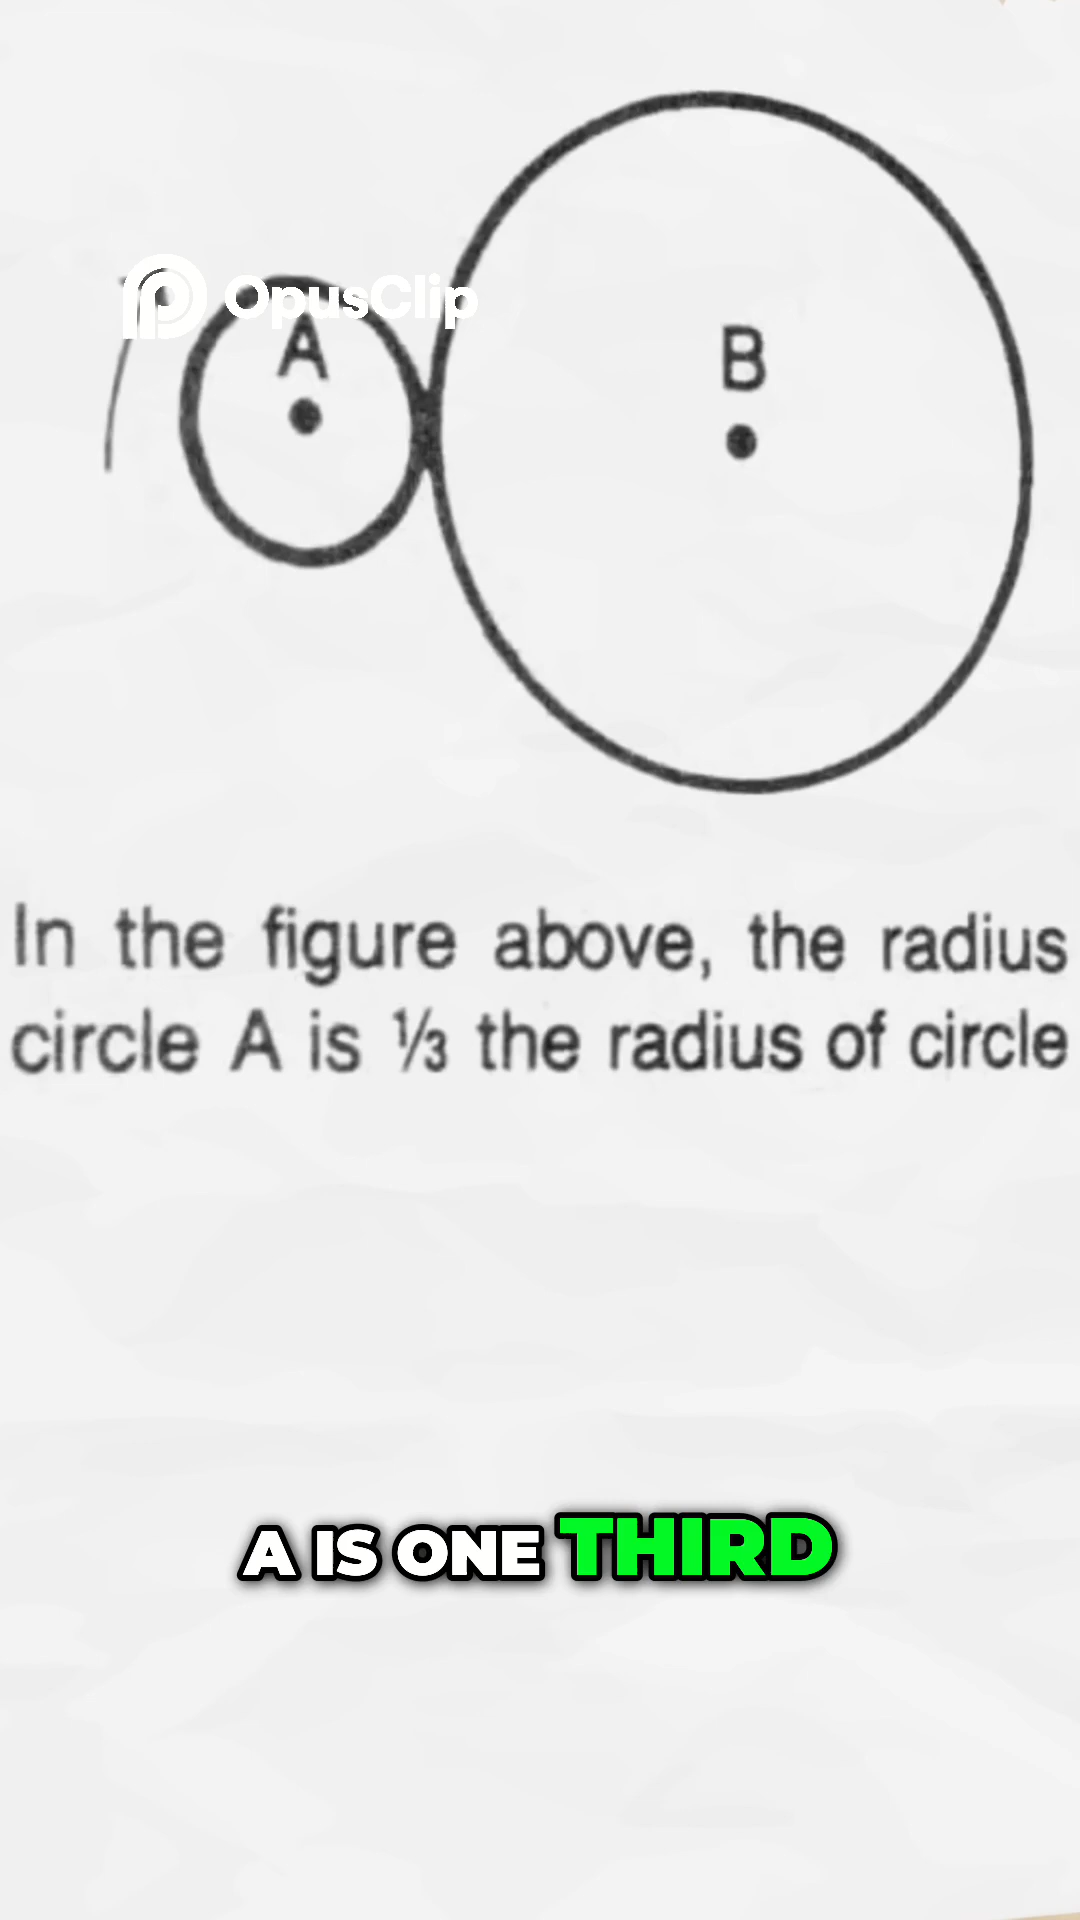 OpusClip
A
B
In the figure above, the radius
circle A is ⅓ the radius of circle
A IS ONE THIRD